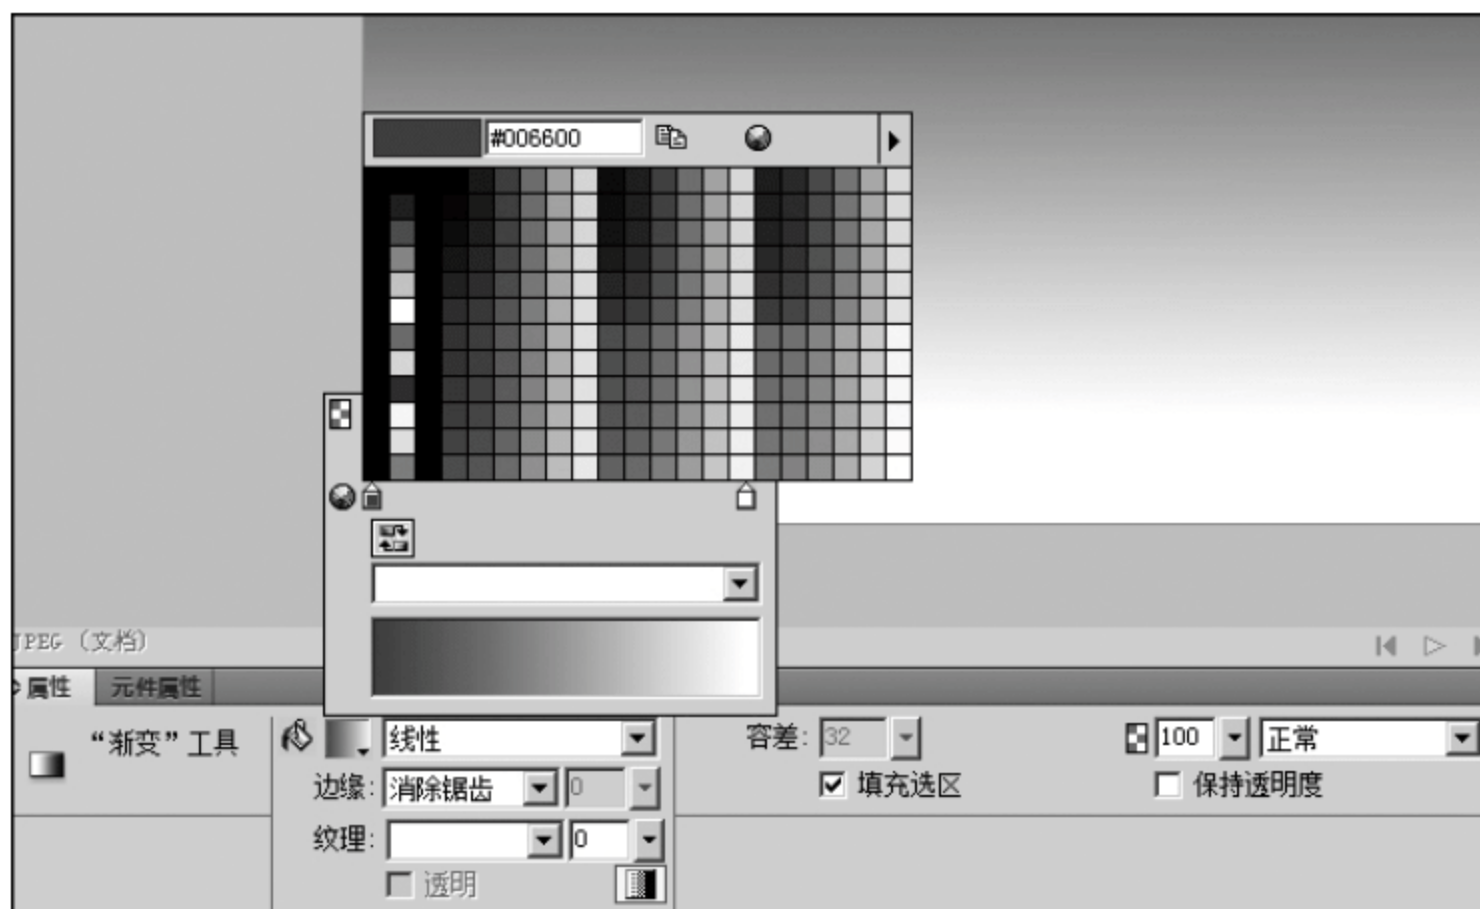 #006600
JPEG (文档)
属性 元件属性
“渐变”工具
线性
容差: 32
100
正常
边缘: 消除锯齿 0
填充选区
保持透明度
纹理: 0
透明